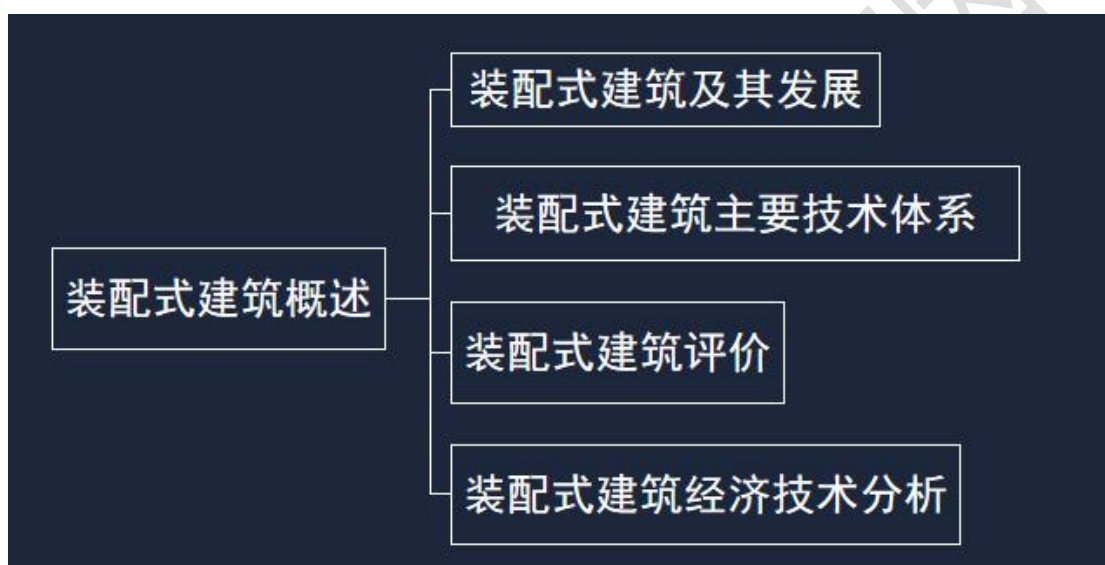 装配式建筑及其发展
装配式建筑主要技术体系
装配式建筑概述
装配式建筑评价
装配式建筑经济技术分析